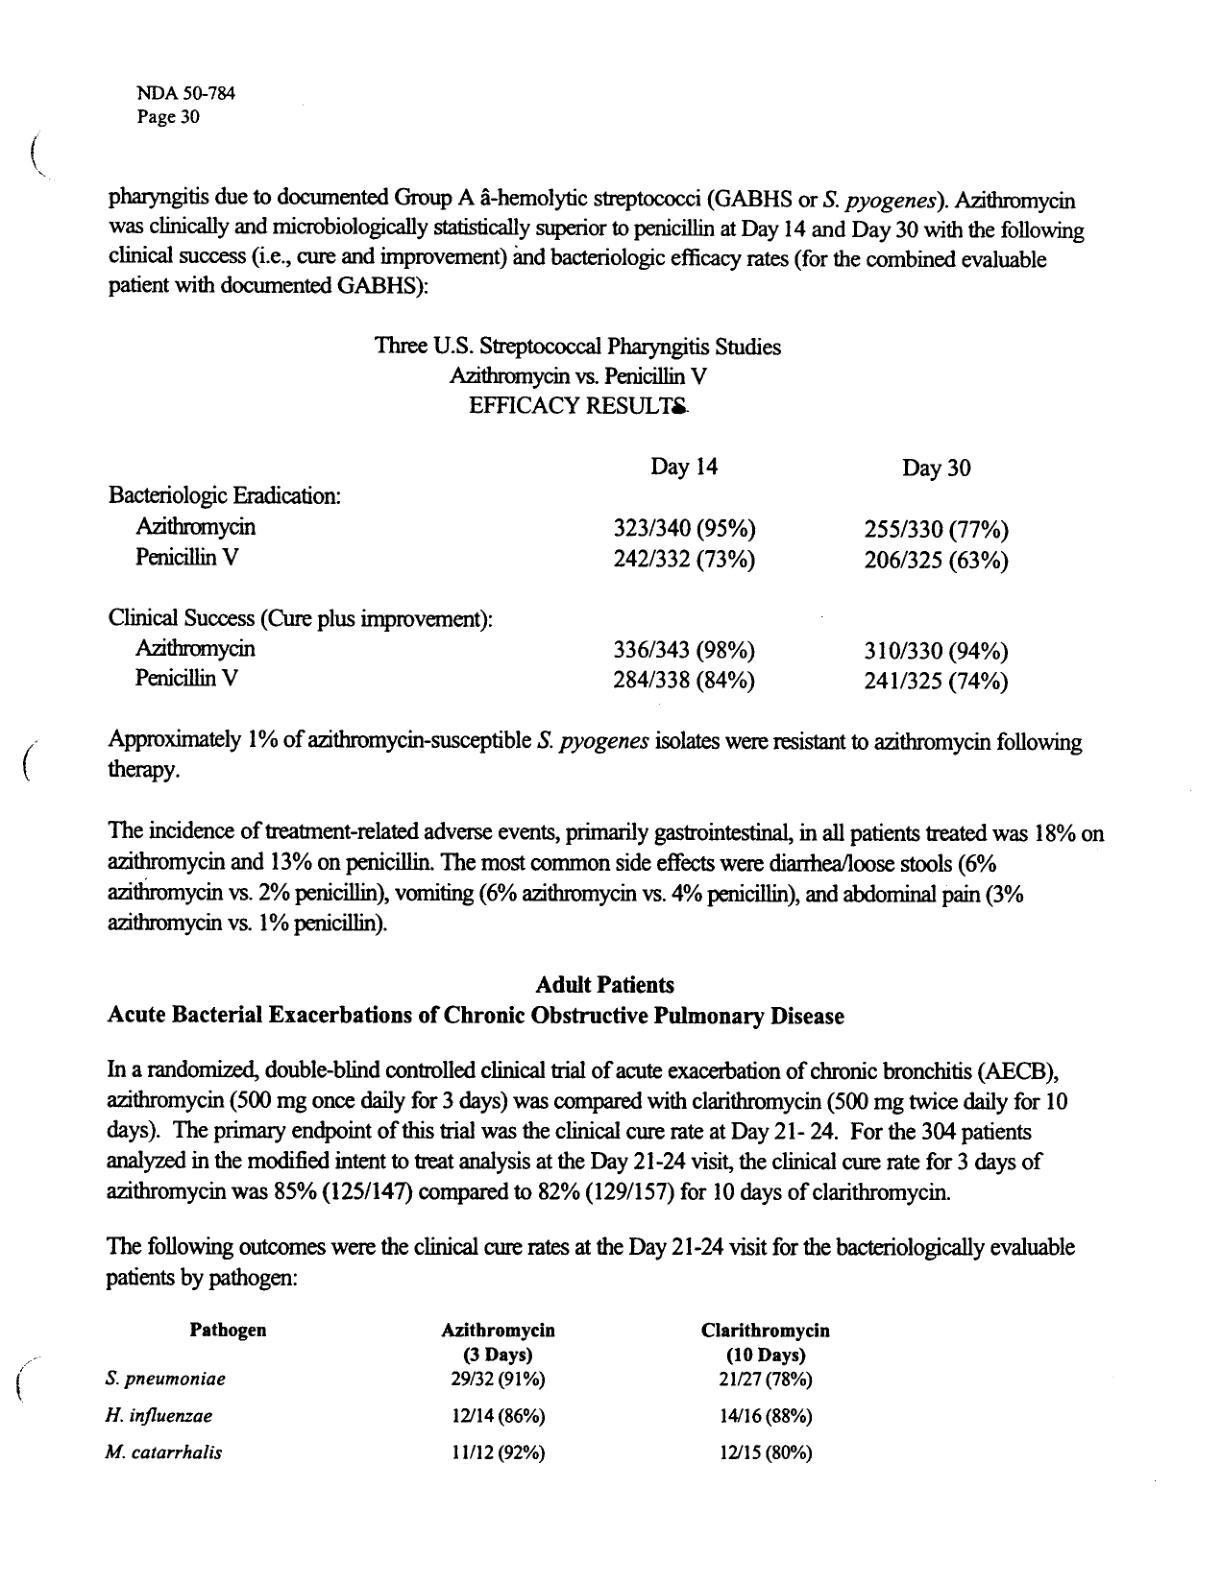 NDA 50-784
Page 30
pharyngitis due to documented Group A â-hemolytic streptococci (GABHS or S. pyogenes). Azithromycin
was clinically and microbiologically statistically superior to penicillin at Day 14 and Day 30 with the following
clinical success (i.e., cure and improvement) and bacteriologic efficacy rates (for the combined evaluable
patient with documented GABHS):
Three U.S. Streptococcal Pharyngitis Studies
Azithromycin vs. Penicillin V
EFFICACY RESULTS
Day 14 Day 30
Bacteriologic Eradication:
Azithromycin 323/340 (95%) 255/330 (77%)
Penicillin V 242/332 (73%) 206/325 (63%)
Clinical Success (Cure plus improvement):
Azithromycin 336/343 (98%) 310/330 (94%)
Penicillin V 284/338 (84%) 241/325 (74%)
Approximately 1% of azithromycin-susceptible S. pyogenes isolates were resistant to azithromycin following
therapy.
The incidence of treatment-related adverse events, primarily gastrointestinal, in all patients treated was 18% on
azithromycin and 13% on penicillin. The most common side effects were diarrhea/loose stools (6%
azithromycin vs. 2% penicillin), vomiting (6% azithromycin vs. 4% penicillin), and abdominal pain (3%
azithromycin vs. 1% penicillin).
Adult Patients
Acute Bacterial Exacerbations of Chronic Obstructive Pulmonary Disease
In a randomized, double-blind controlled clinical trial of acute exacerbation of chronic bronchitis (AECB),
azithromycin (500 mg once daily for 3 days) was compared with clarithromycin (500 mg twice daily for 10
days). The primary endpoint of this trial was the clinical cure rate at Day 21- 24. For the 304 patients
analyzed in the modified intent to treat analysis at the Day 21-24 visit, the clinical cure rate for 3 days of
azithromycin was 85% (125/147) compared to 82% (129/157) for 10 days of clarithromycin.
The following outcomes were the clinical cure rates at the Day 21-24 visit for the bacteriologically evaluable
patients by pathogen:
Pathogen Azithromycin Clarithromycin
(3 Days) (10 Days)
S. pneumoniae 29/32 (91%) 21/27 (78%)
H. influenzae 12/14 (86%) 14/16 (88%)
M. catarrhalis 11/12 (92%) 12/15 (80%)